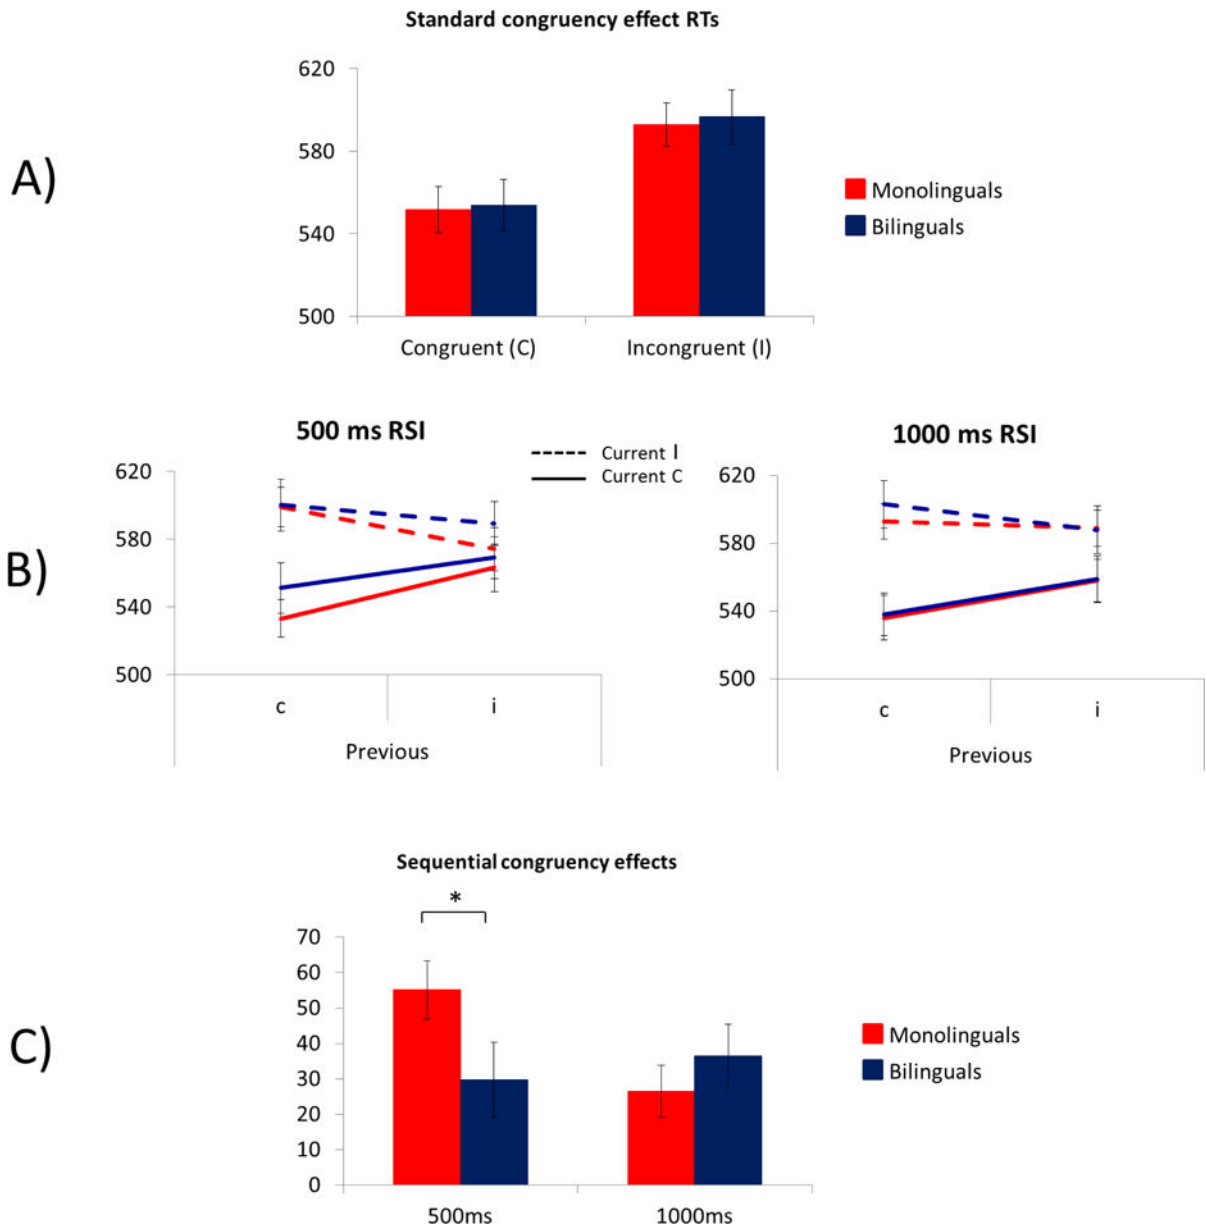 Standard congruency effect RTs
A)
620
580
540
500
Congruent (C)
Incongruent (I)
Monolinguals
Bilinguals
B)
500 ms RSI
620
580
540
500
c
i
Previous
Current I
Current C
1000 ms RSI
620
580
540
500
c
i
Previous
C)
Sequential congruency effects
*
70
60
50
40
30
20
10
0
500ms
1000ms
Monolinguals
Bilinguals